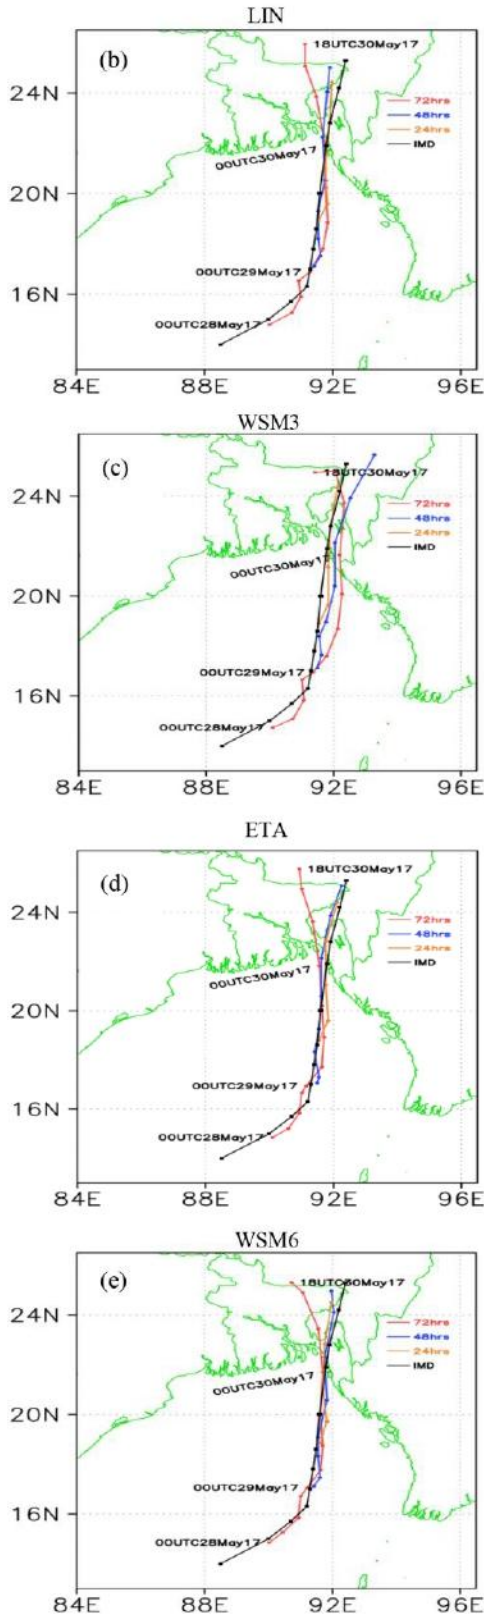 LIN
(b)
18UTC30May17
24N
72hrs
48hrs
24hrs
IMD
00UTC30May17
20N
00UTC29May17
16N
00UTC28May17
84E 88E 92E 96E
WSM3
(c)
18UTC30May17
24N
72hrs
48hrs
24hrs
IMD
00UTC30May17
20N
00UTC29May17
16N
00UTC28May17
84E 88E 92E 96E
ETA
(d)
18UTC30May17
24N
72hrs
48hrs
24hrs
IMD
00UTC30May17
20N
00UTC29May17
16N
00UTC28May17
84E 88E 92E 96E
WSM6
(e)
18UTC30May17
24N
72hrs
48hrs
24hrs
IMD
00UTC30May17
20N
00UTC29May17
16N
00UTC28May17
84E 88E 92E 96E